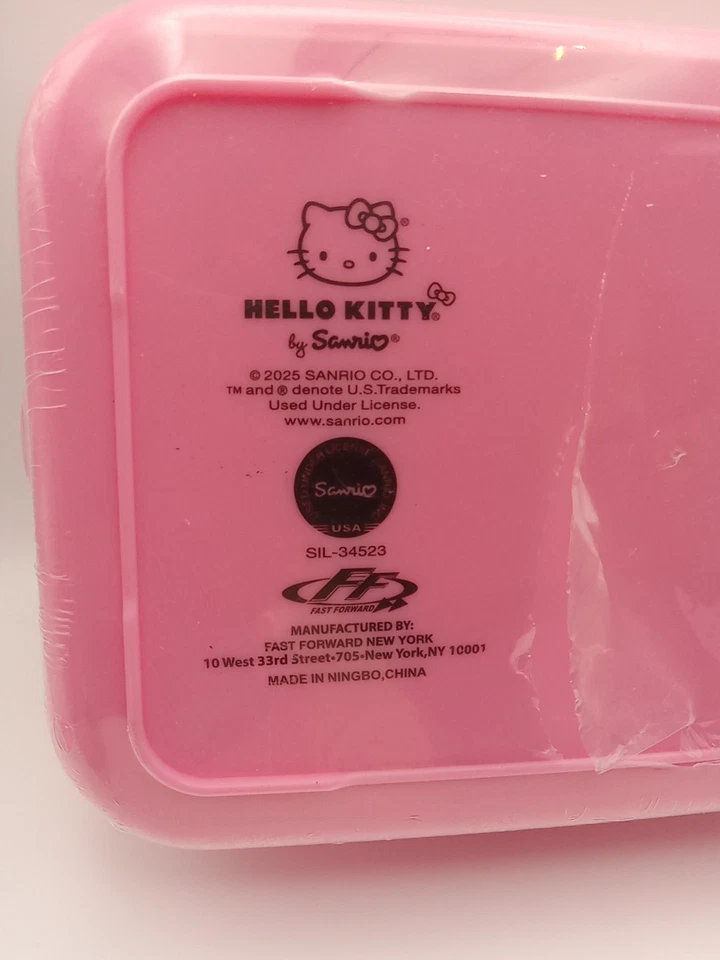 HELLO KITTY®
by Sanrio®
© 2025 SANRIO CO., LTD.
TM and ® denote U.S.Trademarks
Used Under License.
www.sanrio.com
Sanrio
USA
SIL-34523
FF
FAST FORWARD
MANUFACTURED BY:
FAST FORWARD NEW YORK
10 West 33rd Street•705•New York,NY 10001
MADE IN NINGBO,CHINA